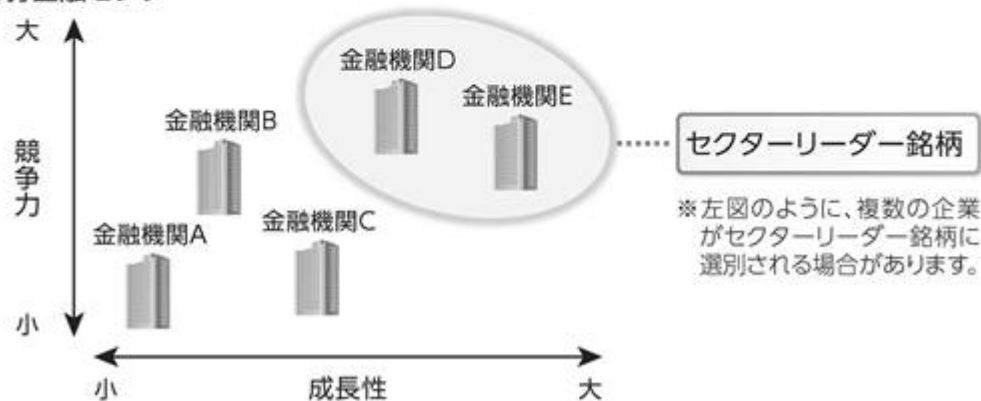 大
金融機関D
金融機関E
金融機関B
競争力
セクターリーダー銘柄
※左図のように、複数の企業
がセクターリーダー銘柄に
選別される場合があります。
金融機関A
金融機関C
小
小
成長性
大